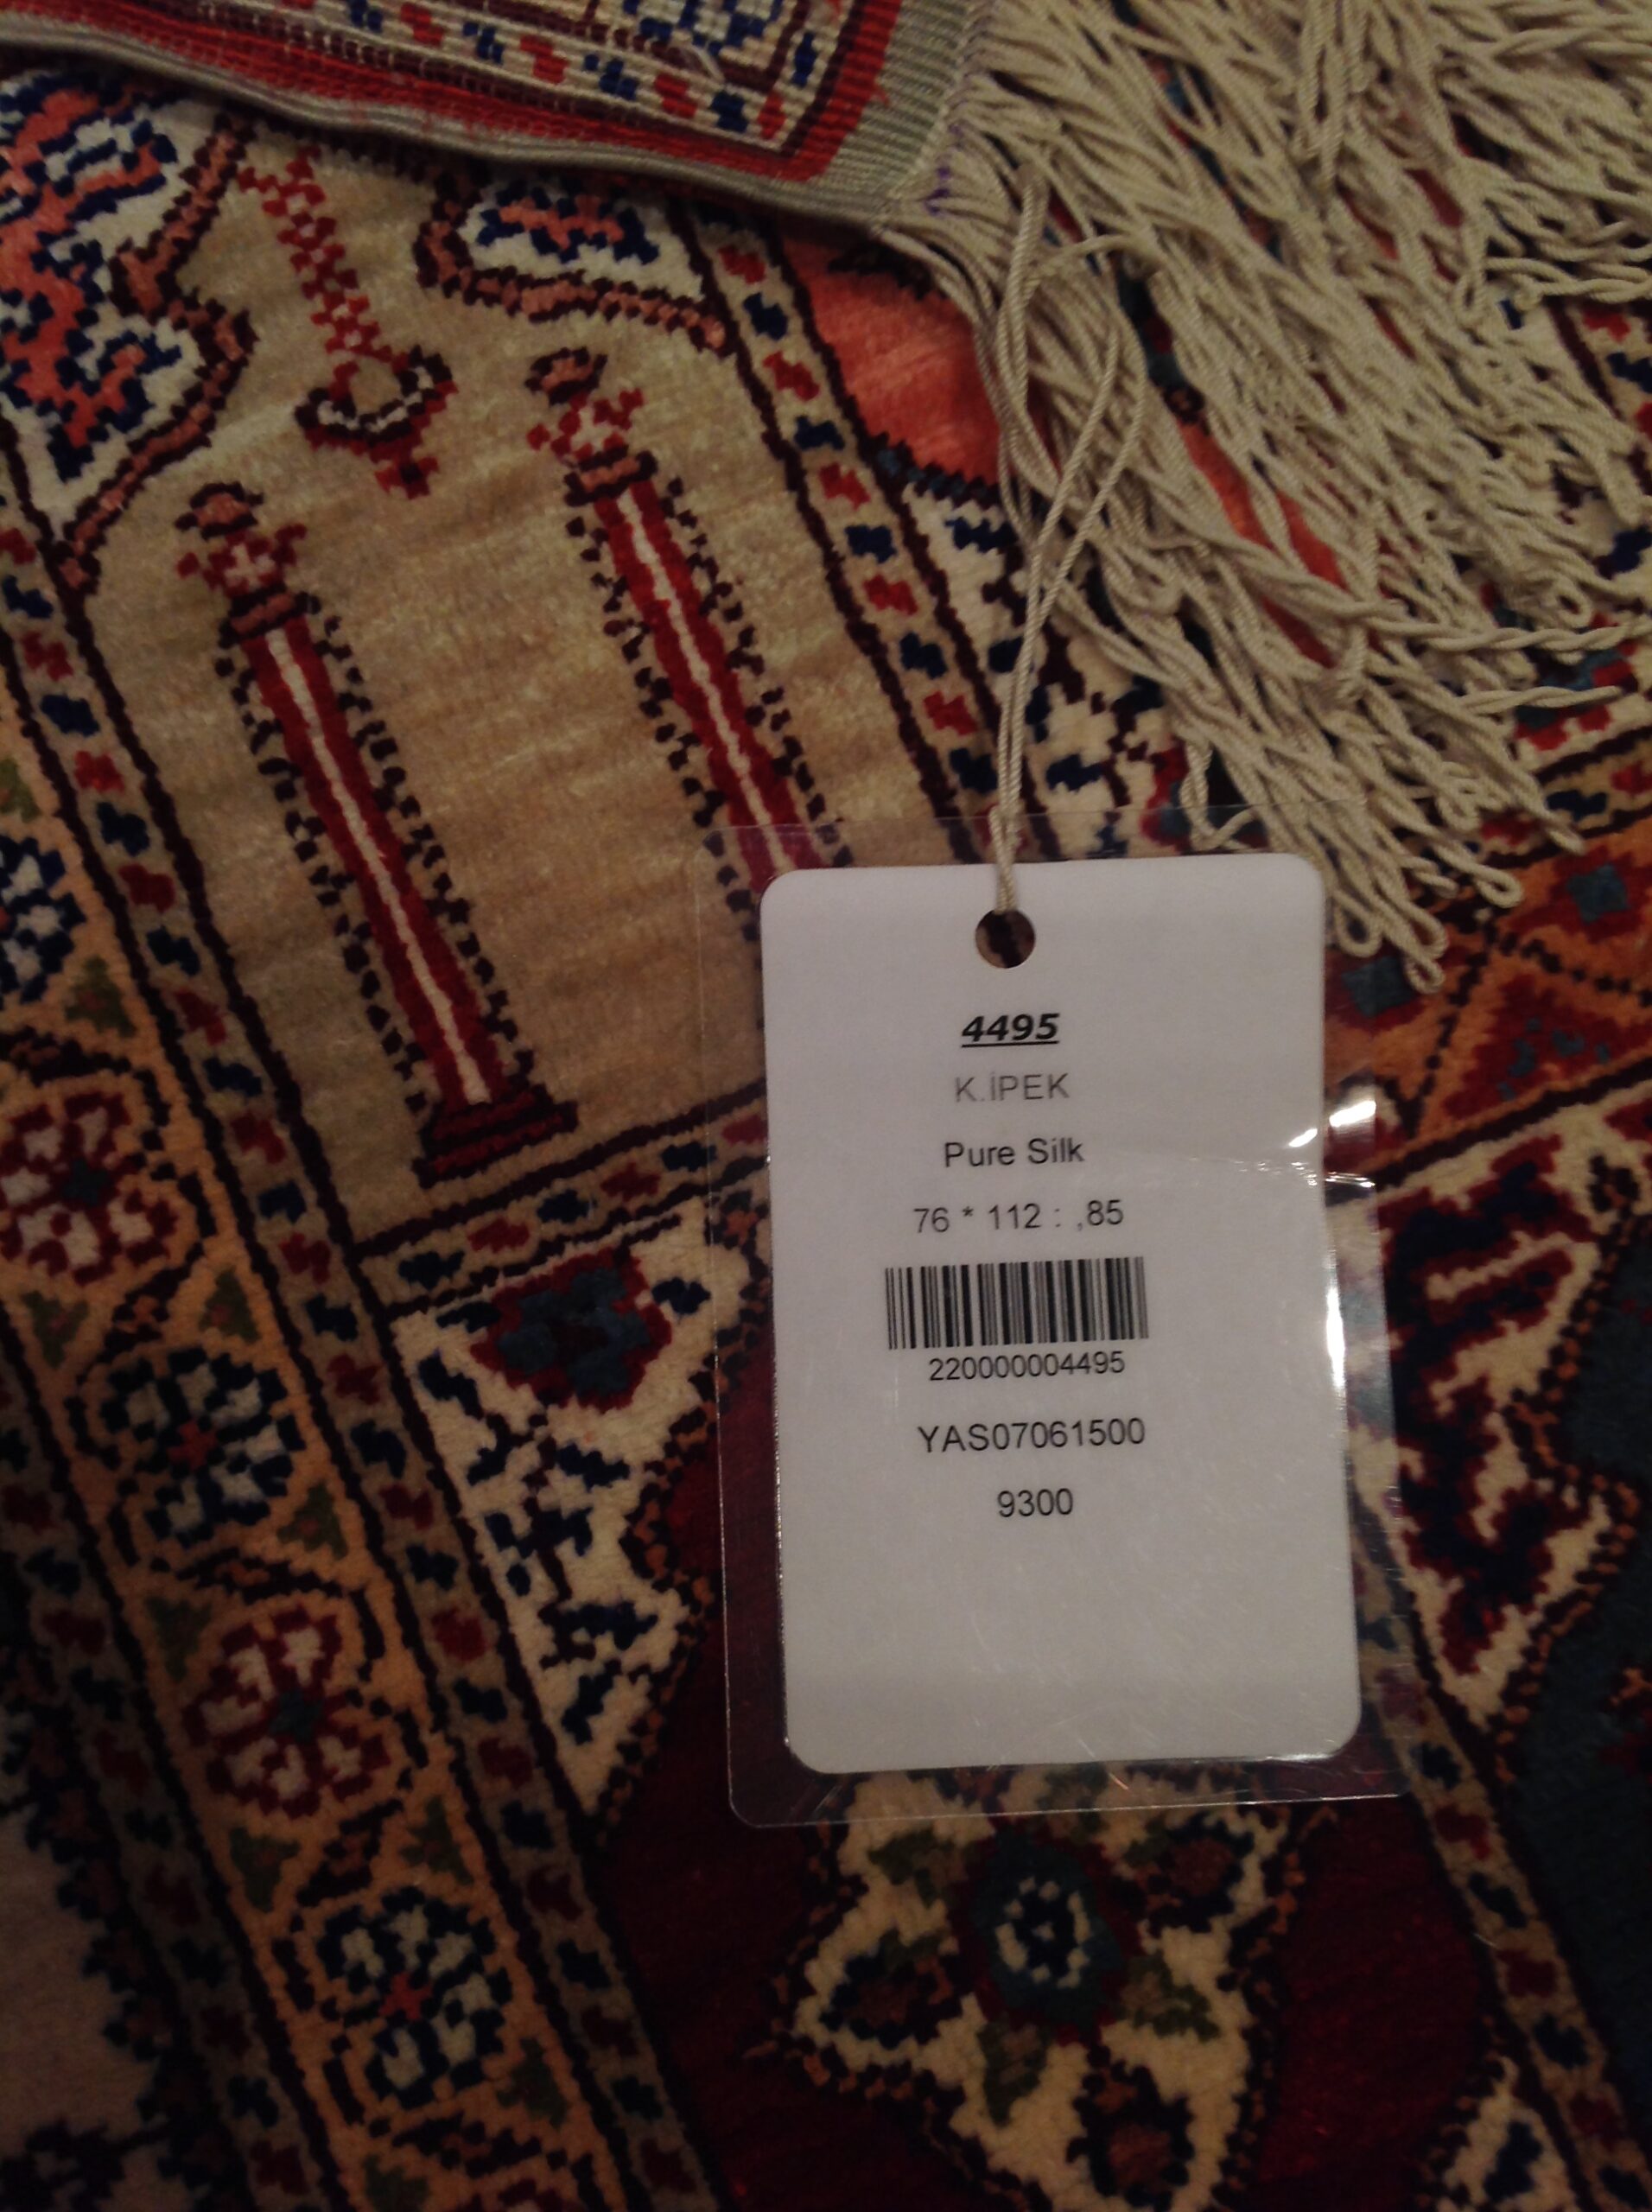 4495
K.İPEK
Pure Silk
76 * 112 : ,85
220000004495
YAS07061500
9300